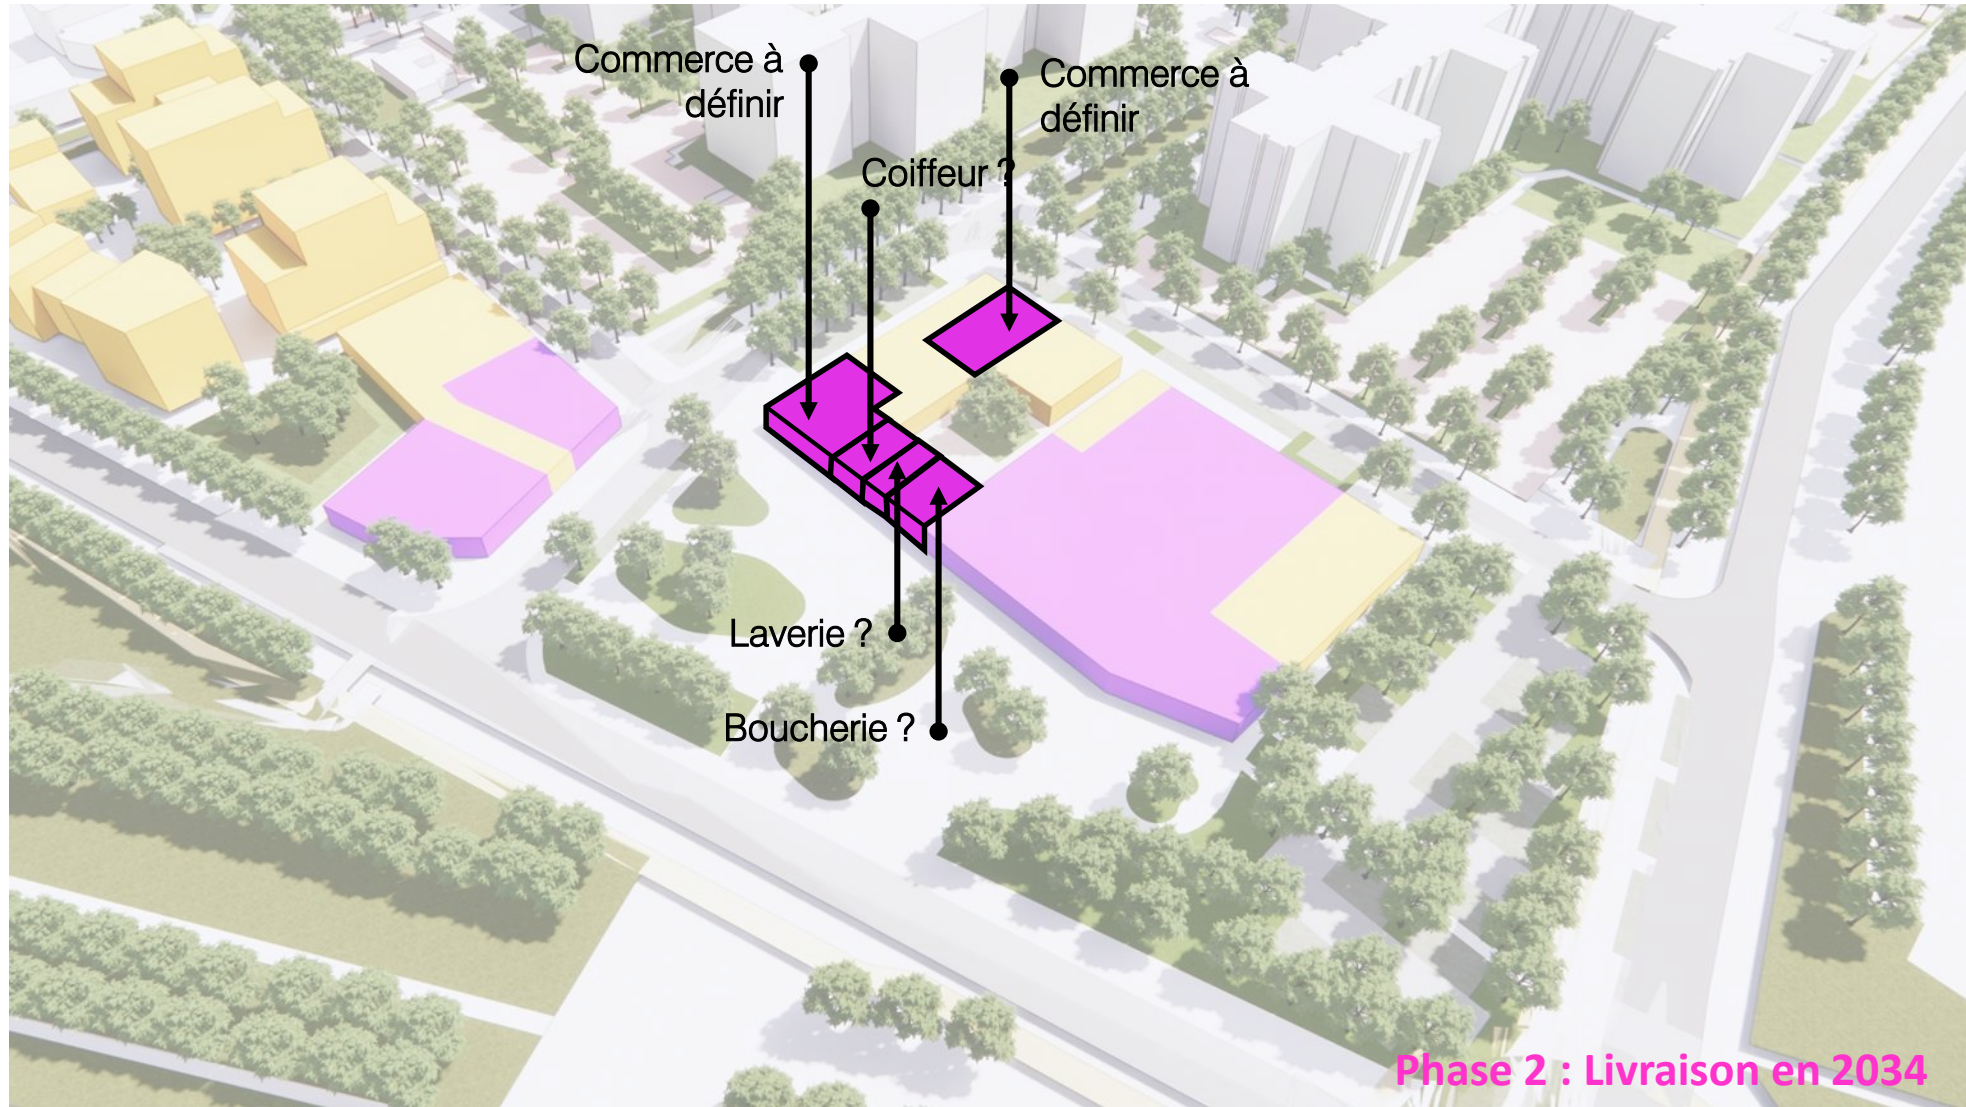 Commerce à
définir
Commerce à
définir
Coiffeur ?
Laverie ?
Boucherie ?
Phase 2 : Livraison en 2034